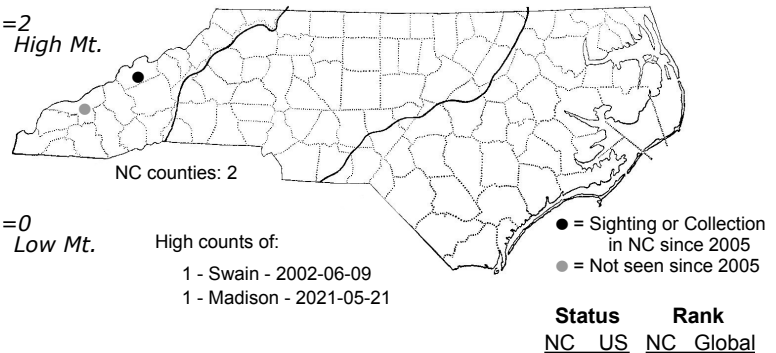 =2
High Mt.
NC counties: 2
=0
Low Mt.
High counts of:
1 - Swain - 2002-06-09
1 - Madison - 2021-05-21
● = Sighting or Collection
in NC since 2005
● = Not seen since 2005
Status Rank
NC US NC Global